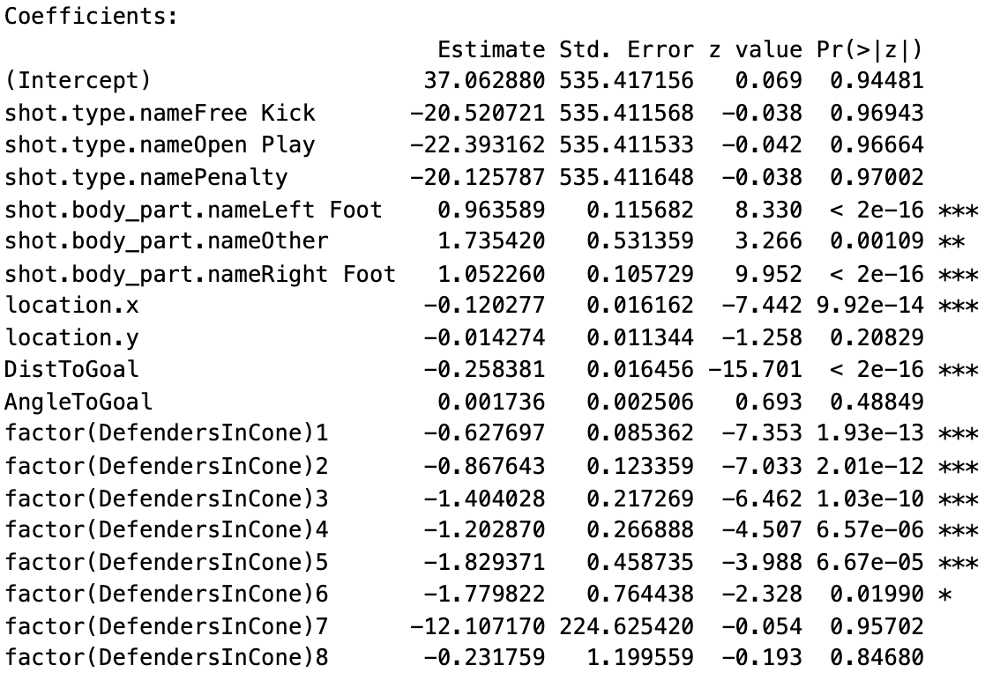 Coefficients:
Estimate Std. Error z value Pr(>|z|)
(Intercept) 37.062880 535.417156 0.069 0.94481
shot.type.nameFree Kick -20.520721 535.411568 -0.038 0.96943
shot.type.nameOpen Play -22.393162 535.411533 -0.042 0.96664
shot.type.namePenalty -20.125787 535.411648 -0.038 0.97002
shot.body_part.nameLeft Foot 0.963589 0.115682 8.330 < 2e-16 ***
shot.body_part.nameOther 1.735420 0.531359 3.266 0.00109 **
shot.body_part.nameRight Foot 1.052260 0.105729 9.952 < 2e-16 ***
location.x -0.120277 0.016162 -7.442 9.92e-14 ***
location.y -0.014274 0.011344 -1.258 0.20829
DistToGoal -0.258381 0.016456 -15.701 < 2e-16 ***
AngleToGoal 0.001736 0.002506 0.693 0.48849
factor(DefendersInCone)1 -0.627697 0.085362 -7.353 1.93e-13 ***
factor(DefendersInCone)2 -0.867643 0.123359 -7.033 2.01e-12 ***
factor(DefendersInCone)3 -1.404028 0.217269 -6.462 1.03e-10 ***
factor(DefendersInCone)4 -1.202870 0.266888 -4.507 6.57e-06 ***
factor(DefendersInCone)5 -1.829371 0.458735 -3.988 6.67e-05 ***
factor(DefendersInCone)6 -1.779822 0.764438 -2.328 0.01990 *
factor(DefendersInCone)7 -12.107170 224.625420 -0.054 0.95702
factor(DefendersInCone)8 -0.231759 1.199559 -0.193 0.84680